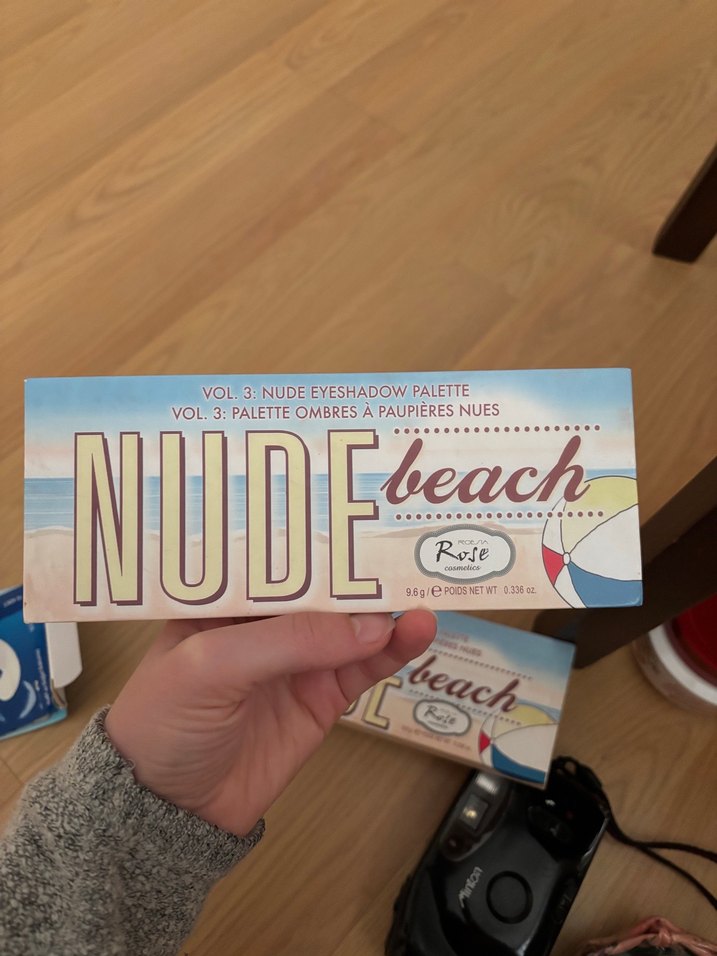 VOL. 3: NUDE EYESHADOW PALETTE
VOL. 3: PALETTE OMBRES À PAUPIÈRES NUES
NUDE beach
Rose
cosmetics
9.6 g / e POIDS NET WT 0.336 oz.
beach
Rose